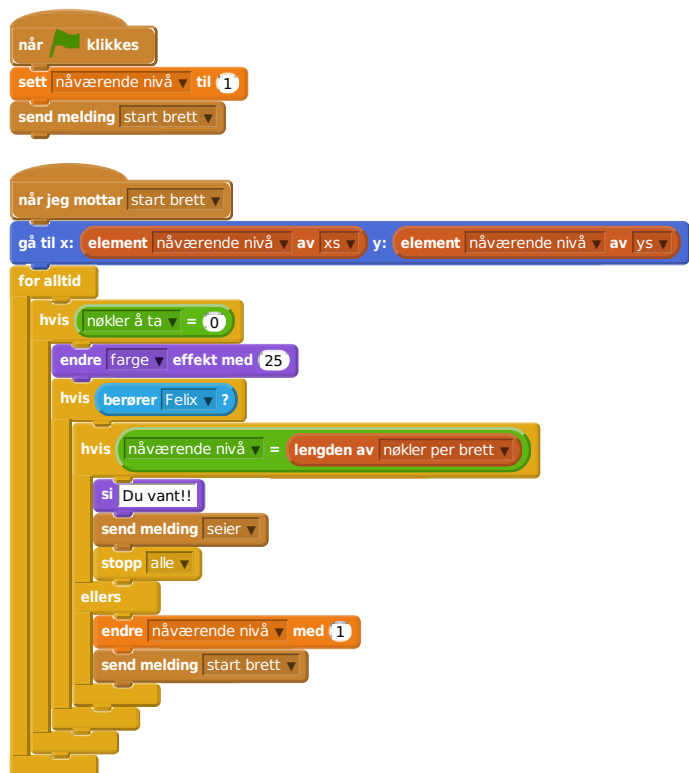 når klikkes
sett nåværende nivå ▼ til 1
send melding start brett ▼
når jeg mottar start brett ▼
gå til x: element nåværende nivå ▼ av xs ▼ y: element nåværende nivå ▼ av ys ▼
for alltid
hvis nøkler å ta ▼ = 0
endre farge ▼ effekt med 25
hvis berører Felix ▼ ?
hvis nåværende nivå ▼ = lengden av nøkler per brett ▼
si Du vant!!
send melding seier ▼
stopp alle ▼
ellers
endre nåværende nivå ▼ med 1
send melding start brett ▼